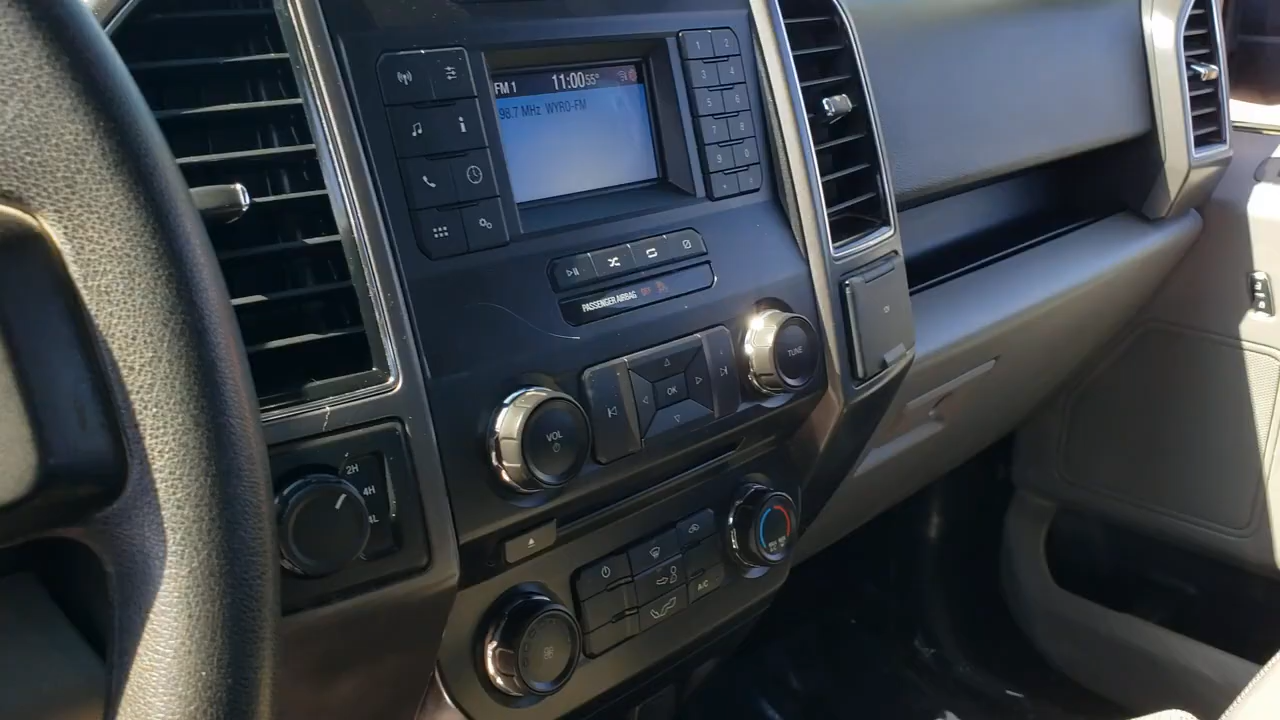 FM 1 11:00 55°
98.7 MHz WYRO-FM
1 2
3 4
5 6
7 8
9 0
PASSENGER AIRBAG OFF
TUNE
OK
VOL
2H
4H
4L
A/C